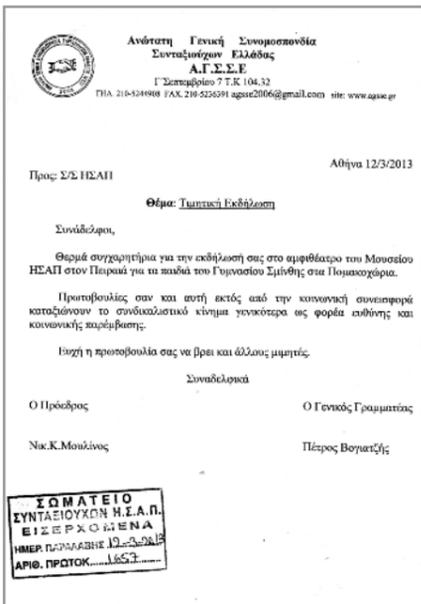 Ανώτατη Γενική Συνομοσπονδία
Συνταξιούχων Ελλάδας
Α.Γ.Σ.Σ.Ε
Γ΄ Σεπτεμβρίου 7 Τ.Κ 104.32
ΤΗΛ. 210-5244908 FAX. 210-5236391 agsse2006@gmail.com site: www.agsse.gr
Αθήνα 12/3/2013
Προς: Σ/Σ ΗΣΑΠ
Θέμα: Τιμητική Εκδήλωση
Συνάδελφοι,
Θερμά συγχαρητήρια για την εκδήλωσή σας στο αμφιθέατρο του Μουσείου
ΗΣΑΠ στον Πειραιά για τα παιδιά του Γυμνασίου Σμίνθης στα Πομακοχώρια.
Πρωτοβουλίες σαν και αυτή εκτός από την κοινωνική συνεισφορά
καταξιώνουν το συνδικαλιστικό κίνημα γενικότερα ως φορέα ευθύνης και
κοινωνικής παρέμβασης.
Ευχή η πρωτοβουλία σας να βρει και άλλους μιμητές.
Συναδελφικά
Ο Πρόεδρος Ο Γενικός Γραμματέας
Νικ.Κ.Μουλίνος Πέτρος Βογιατζής
ΣΩΜΑΤΕΙΟ
ΣΥΝΤΑΞΙΟΥΧΩΝ Η.Σ.Α.Π.
ΕΙΣΕΡΧΟΜΕΝΑ
ΗΜΕΡ. ΠΑΡΑΛΑΒΗΣ 12-3-2013
ΑΡΙΘ. ΠΡΩΤΟΚ. 1657